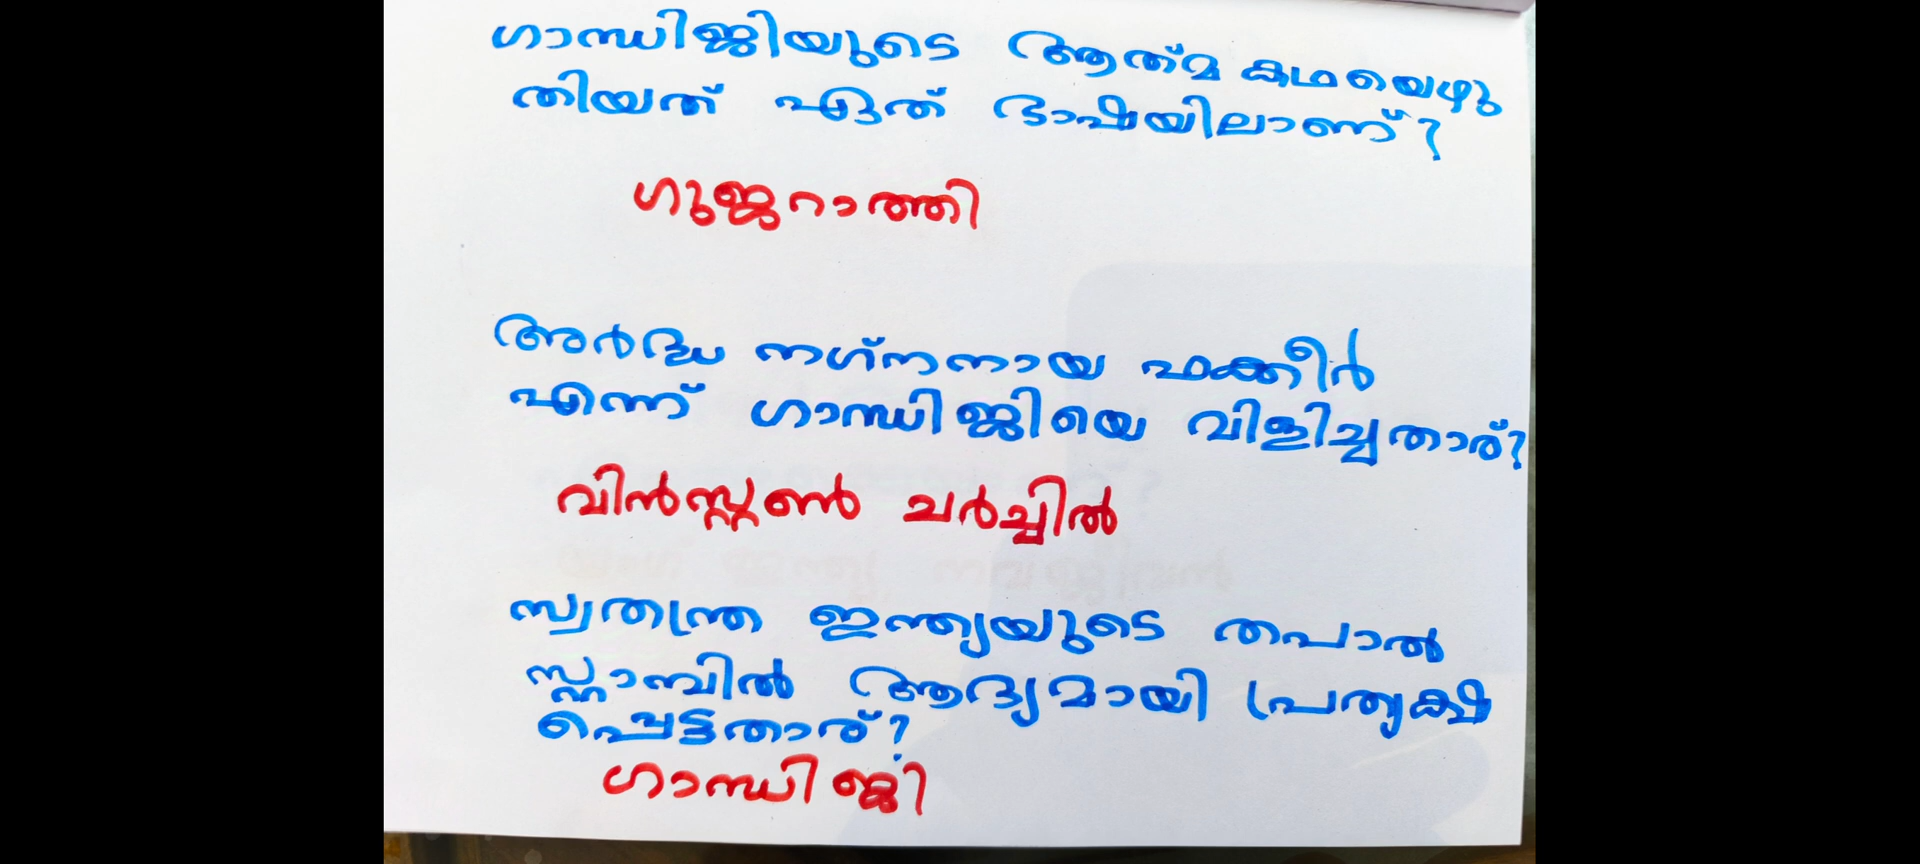 ഗാന്ധിജിയുടെ ആത്മ കഥയെഴു
തിയത് ഏത് ഭാഷയിലാണ്?
ഗുജറാത്തി
അർദ്ധ നഗ്നനായ ഫക്കീർ
എന്ന് ഗാന്ധിജിയെ വിളിച്ചതാര്?
വിൻസ്റ്റൺ ചർച്ചിൽ
സ്വതന്ത്ര ഇന്ത്യയുടെ തപാൽ
സ്റ്റാമ്പിൽ ആദ്യമായി പ്രത്യക്ഷ
പ്പെട്ടതാര്?
ഗാന്ധിജി